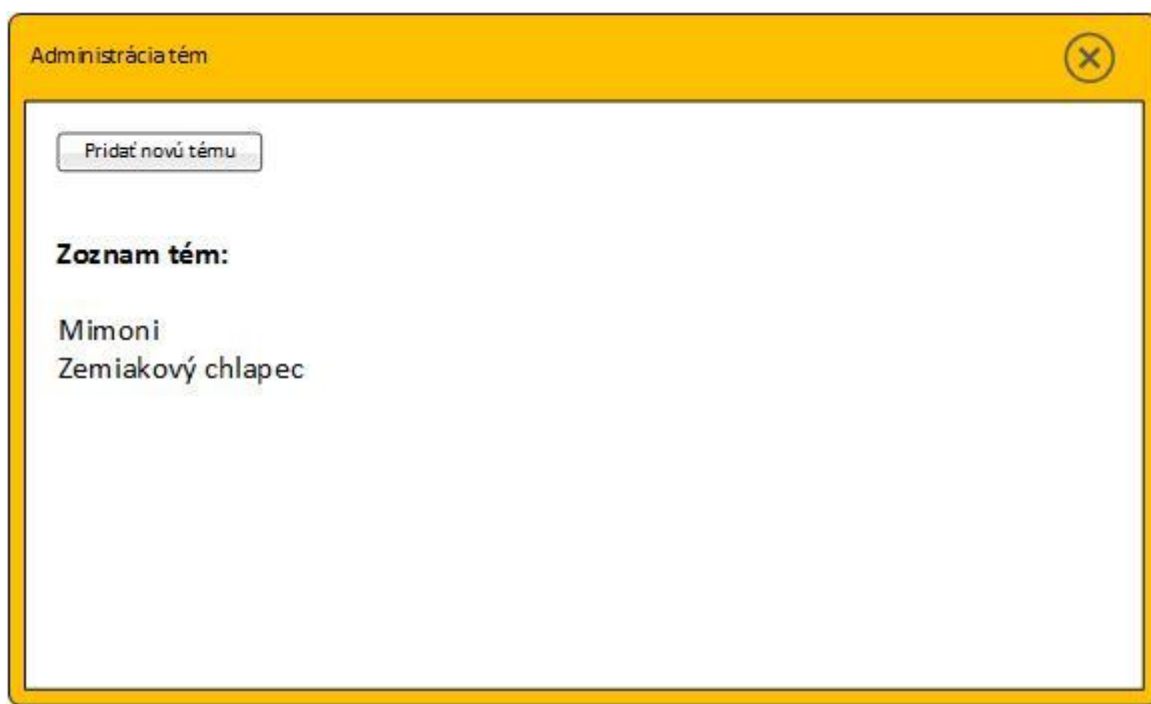 Administrácia tém
Pridať novú tému
Zoznam tém:
Mimoni
Zemiakový chlapec